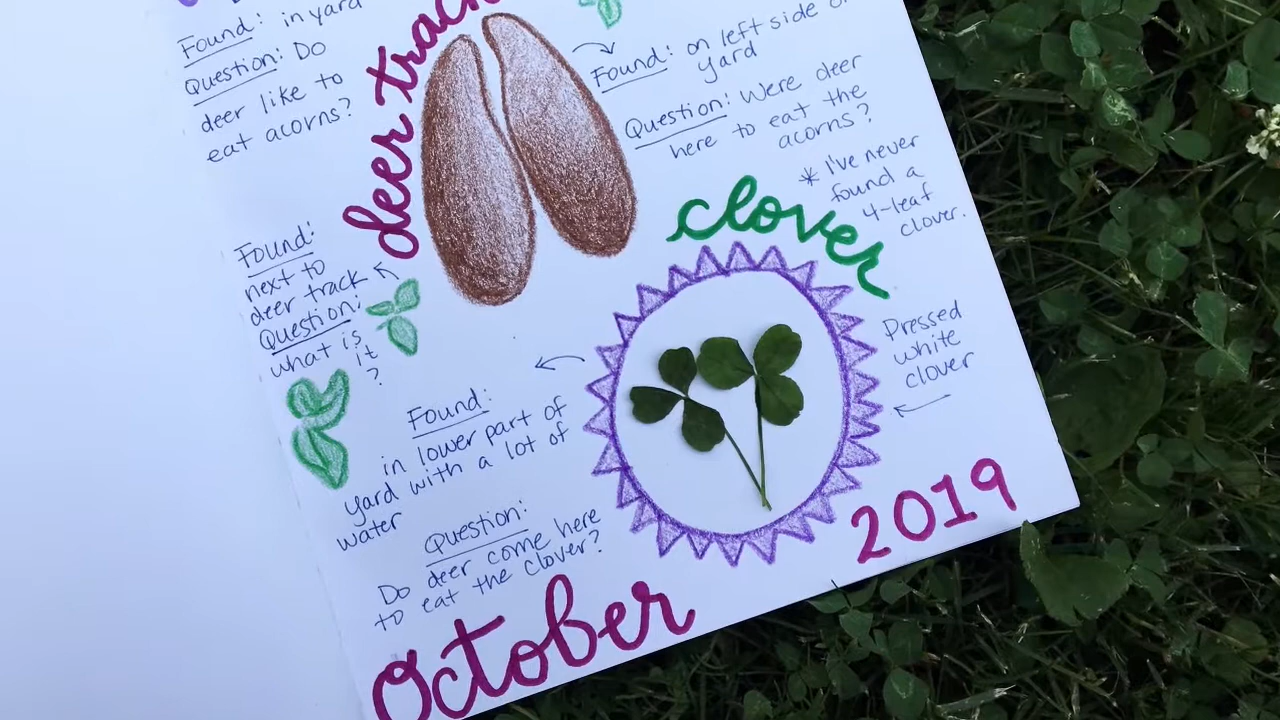 Found: in yard
Question: Do
deer like to
eat acorns?
deer track
Found: on left side of
yard
Question: Were deer
here to eat the
acorns?
* I've never
found a
4-leaf
clover.
clover
Found:
next to
deer track
Question:
what is
it
?
Pressed
white
clover
Found:
in lower part of
yard with a lot of
water
Question:
Do deer come here
to eat the clover?
October
2019